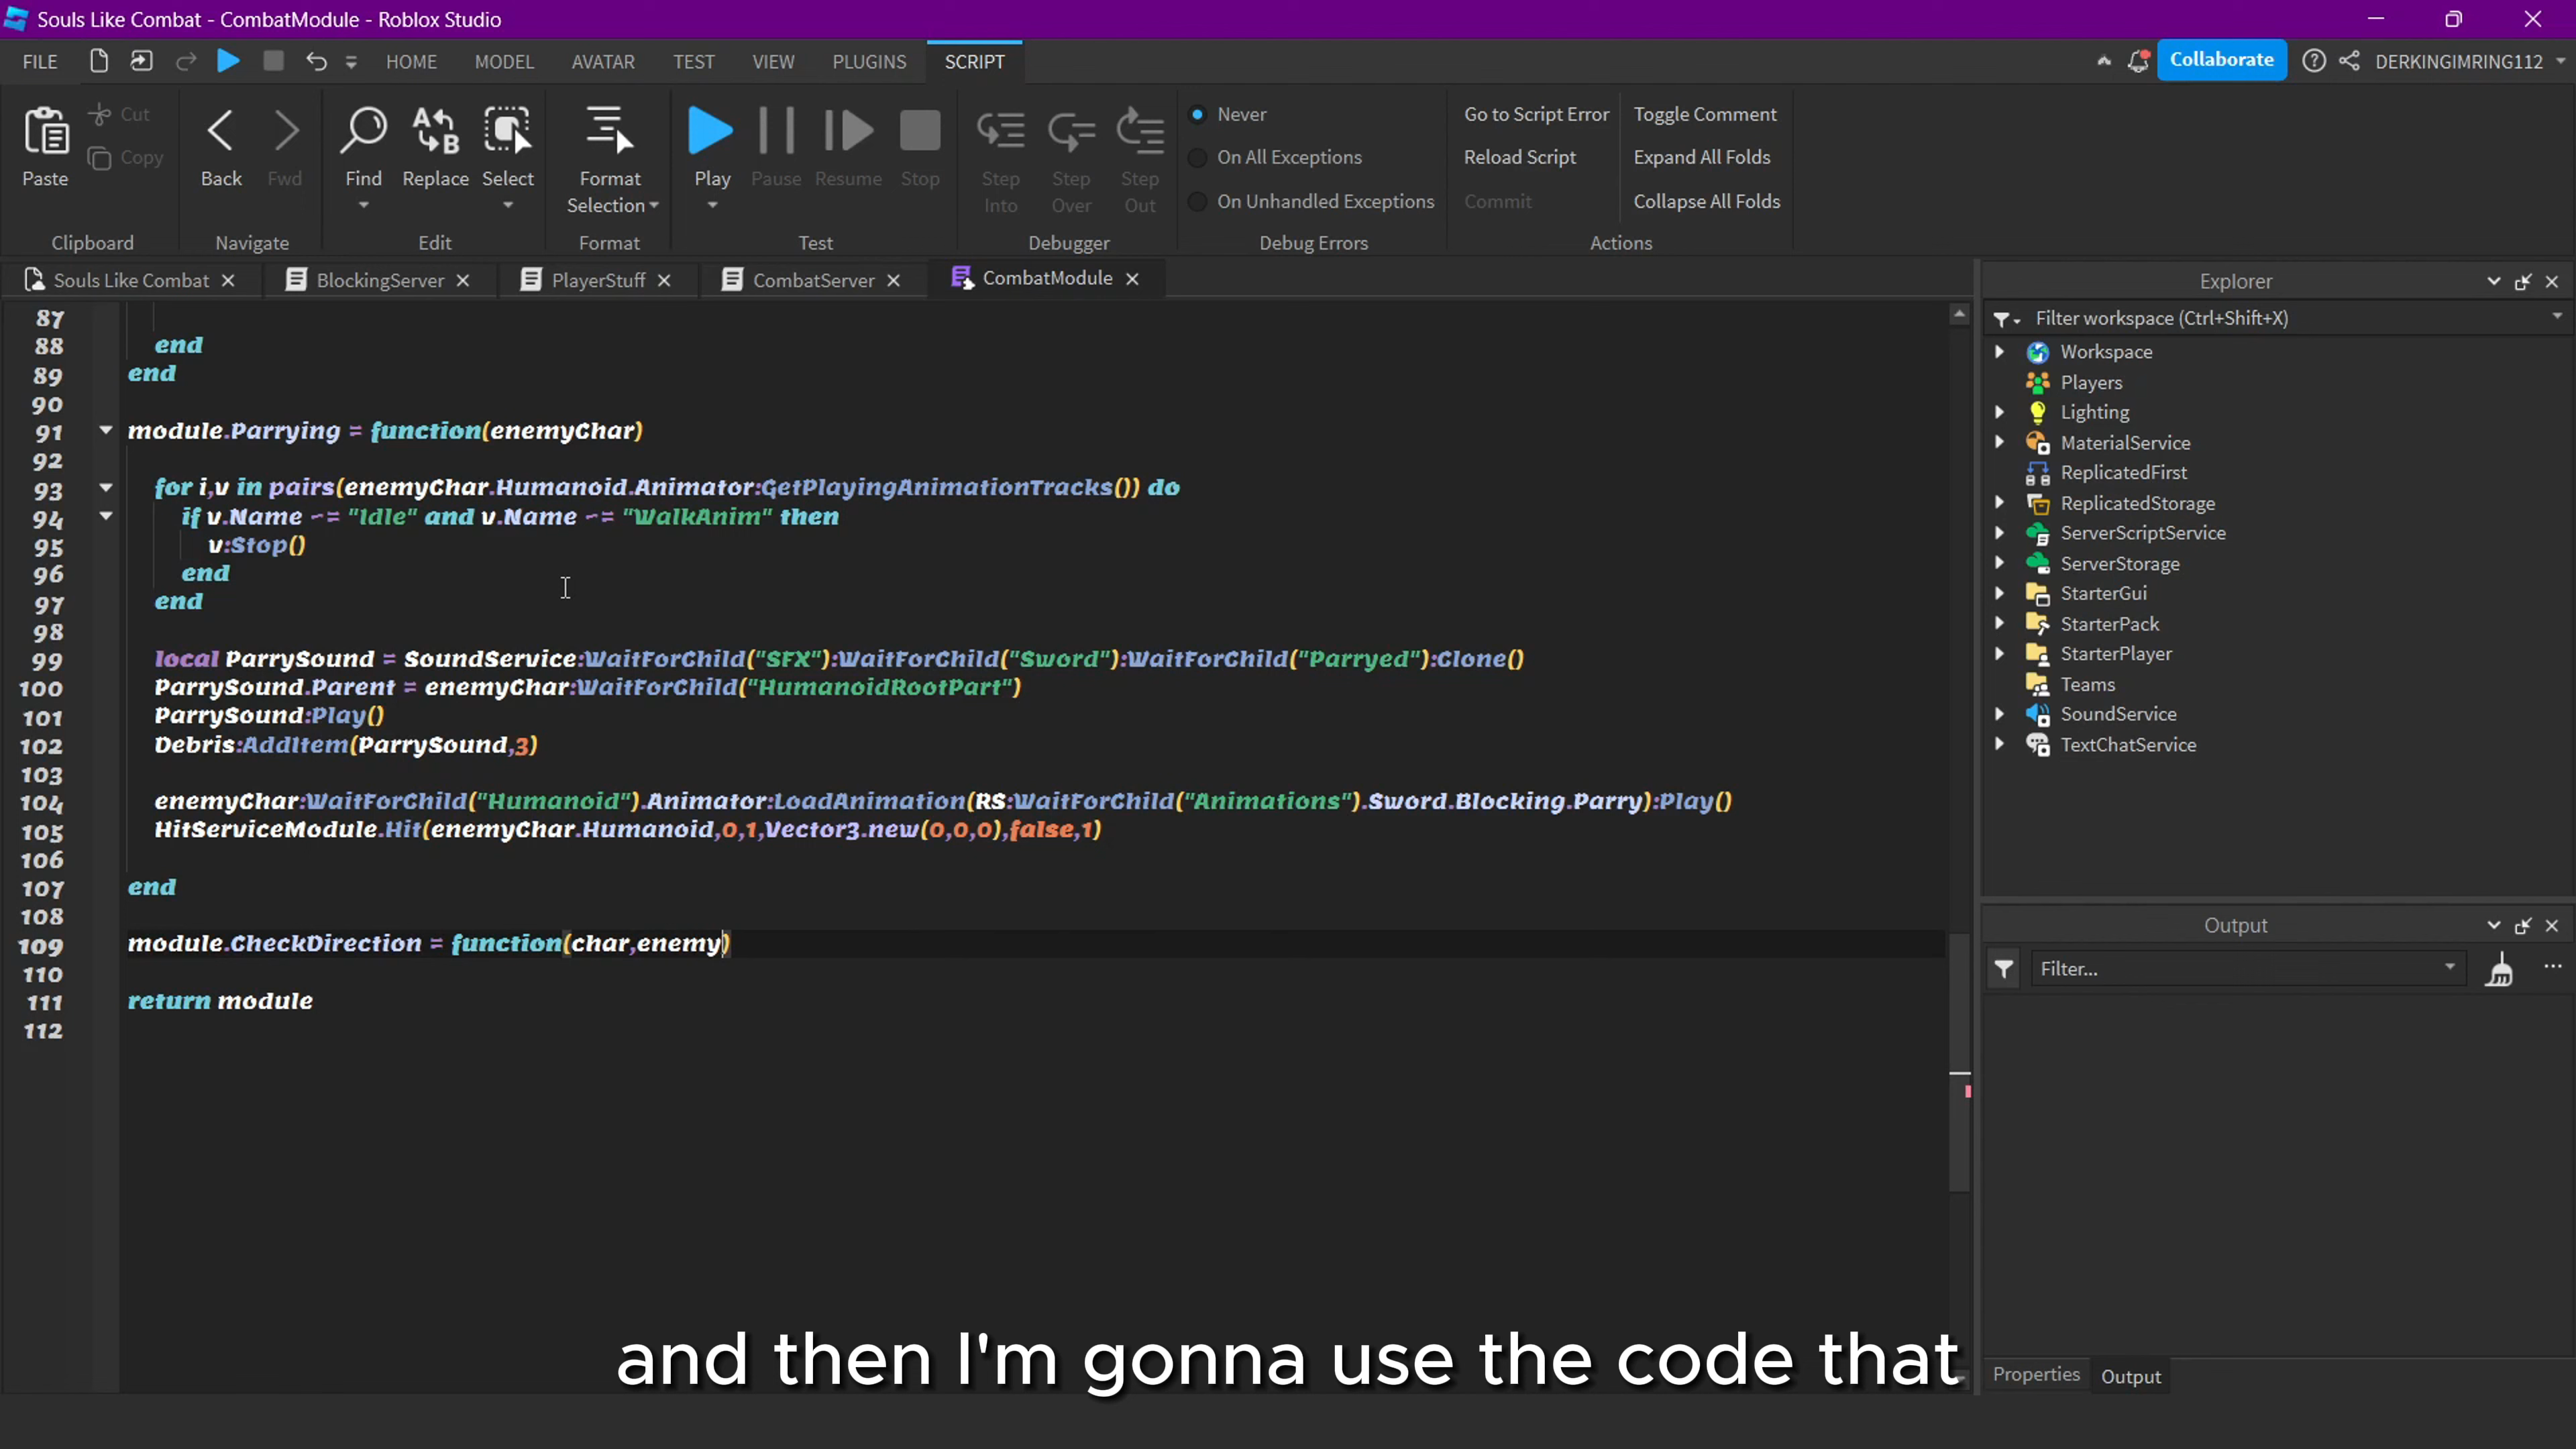 Souls Like Combat - CombatModule - Roblox Studio
FILE HOME MODEL AVATAR TEST VIEW PLUGINS SCRIPT Collaborate DERKINGIMRING112
Paste Cut Copy Back Fwd Find Replace Select Format Selection Play Pause Resume Stop Step Into Step Over Step Out
Never Go to Script Error Toggle Comment
On All Exceptions Reload Script Expand All Folds
On Unhandled Exceptions Commit Collapse All Folds
Clipboard Navigate Edit Format Test Debugger Debug Errors Actions
Souls Like Combat BlockingServer PlayerStuff CombatServer CombatModule
87
88 end
89 end
90
91 module.Parrying = function(enemyChar)
92
93 for i,v in pairs(enemyChar.Humanoid.Animator:GetPlayingAnimationTracks()) do
94 if v.Name ~= "Idle" and v.Name ~= "WalkAnim" then
95 v:Stop()
96 end
97 end
98
99 local ParrySound = SoundService:WaitForChild("SFX"):WaitForChild("Sword"):WaitForChild("Parryed"):Clone()
100 ParrySound.Parent = enemyChar:WaitForChild("HumanoidRootPart")
101 ParrySound:Play()
102 Debris:AddItem(ParrySound,3)
103
104 enemyChar:WaitForChild("Humanoid").Animator:LoadAnimation(RS:WaitForChild("Animations").Sword.Blocking.Parry):Play()
105 HitServiceModule.Hit(enemyChar.Humanoid,0,1,Vector3.new(0,0,0),false,1)
106
107 end
108
109 module.CheckDirection = function(char,enemy)
110
111 return module
112
Explorer
Filter workspace (Ctrl+Shift+X)
Workspace
Players
Lighting
MaterialService
ReplicatedFirst
ReplicatedStorage
ServerScriptService
ServerStorage
StarterGui
StarterPack
StarterPlayer
Teams
SoundService
TextChatService
Output
Filter...
Properties Output
and then I'm gonna use the code that